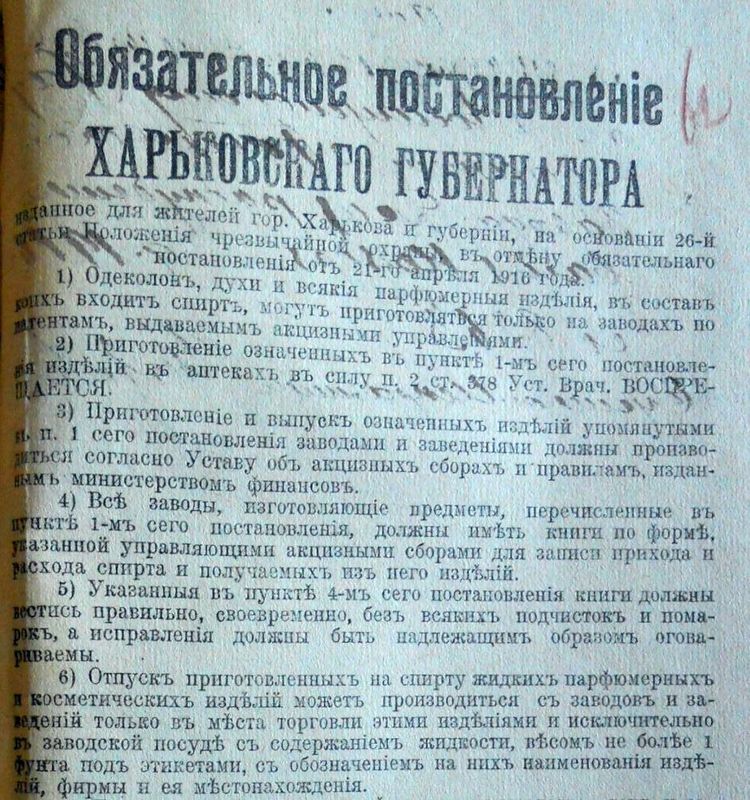 Обязательное постановленіе
ХАРЬКОВСКАГО ГУБЕРНАТОРА
изданное для жителей гор. Харькова и губерніи, на основаніи 26-й
статьи Положенія чрезвычайной охраны, въ отмѣну обязательнаго
постановленія отъ 21-го апрѣля 1916 года.
1) Одеколонъ, духи и всякія парфюмерныя издѣлія, въ составъ
коихъ входитъ спиртъ, могутъ приготовляться только на заводахъ по
патентамъ, выдаваемымъ акцизными управленіями.
2) Приготовленіе означенныхъ въ пунктѣ 1-мъ сего постановле-
нія издѣлій въ аптекахъ въ силу п. 2 ст. 378 Уст. Врач. ВОСПРЕ-
ЩАЕТСЯ.
3) Приготовленіе и выпускъ означенныхъ издѣлій упомянутыми
въ п. 1 сего постановленія заводами и заведеніями должны произво-
диться согласно Уставу объ акцизныхъ сборахъ и правиламъ, издан-
нымъ министерствомъ финансовъ.
4) Всѣ заводы, изготовляющіе предметы, перечисленные въ
пунктѣ 1-мъ сего постановленія, должны имѣть книги по формѣ,
указанной управляющими акцизными сборами для записи прихода и
расхода спирта и получаемыхъ изъ него издѣлій.
5) Указанныя въ пунктѣ 4-мъ сего постановленія книги должны
вестись правильно, своевременно, безъ всякихъ подчистокъ и пома-
рокъ, а исправленія должны быть надлежащимъ образомъ огова-
риваемы.
6) Отпускъ приготовленныхъ на спирту жидкихъ парфюмерныхъ
и косметическихъ издѣлій можетъ производиться съ заводовъ и за-
веденій только въ мѣста торговли этими издѣліями и исключительно
въ заводской посудѣ съ содержаніемъ жидкости, вѣсомъ не болѣе 1
фунта подъ этикетами, съ обозначеніемъ на нихъ наименованія издѣ-
лій, фирмы и ея мѣстонахожденія.